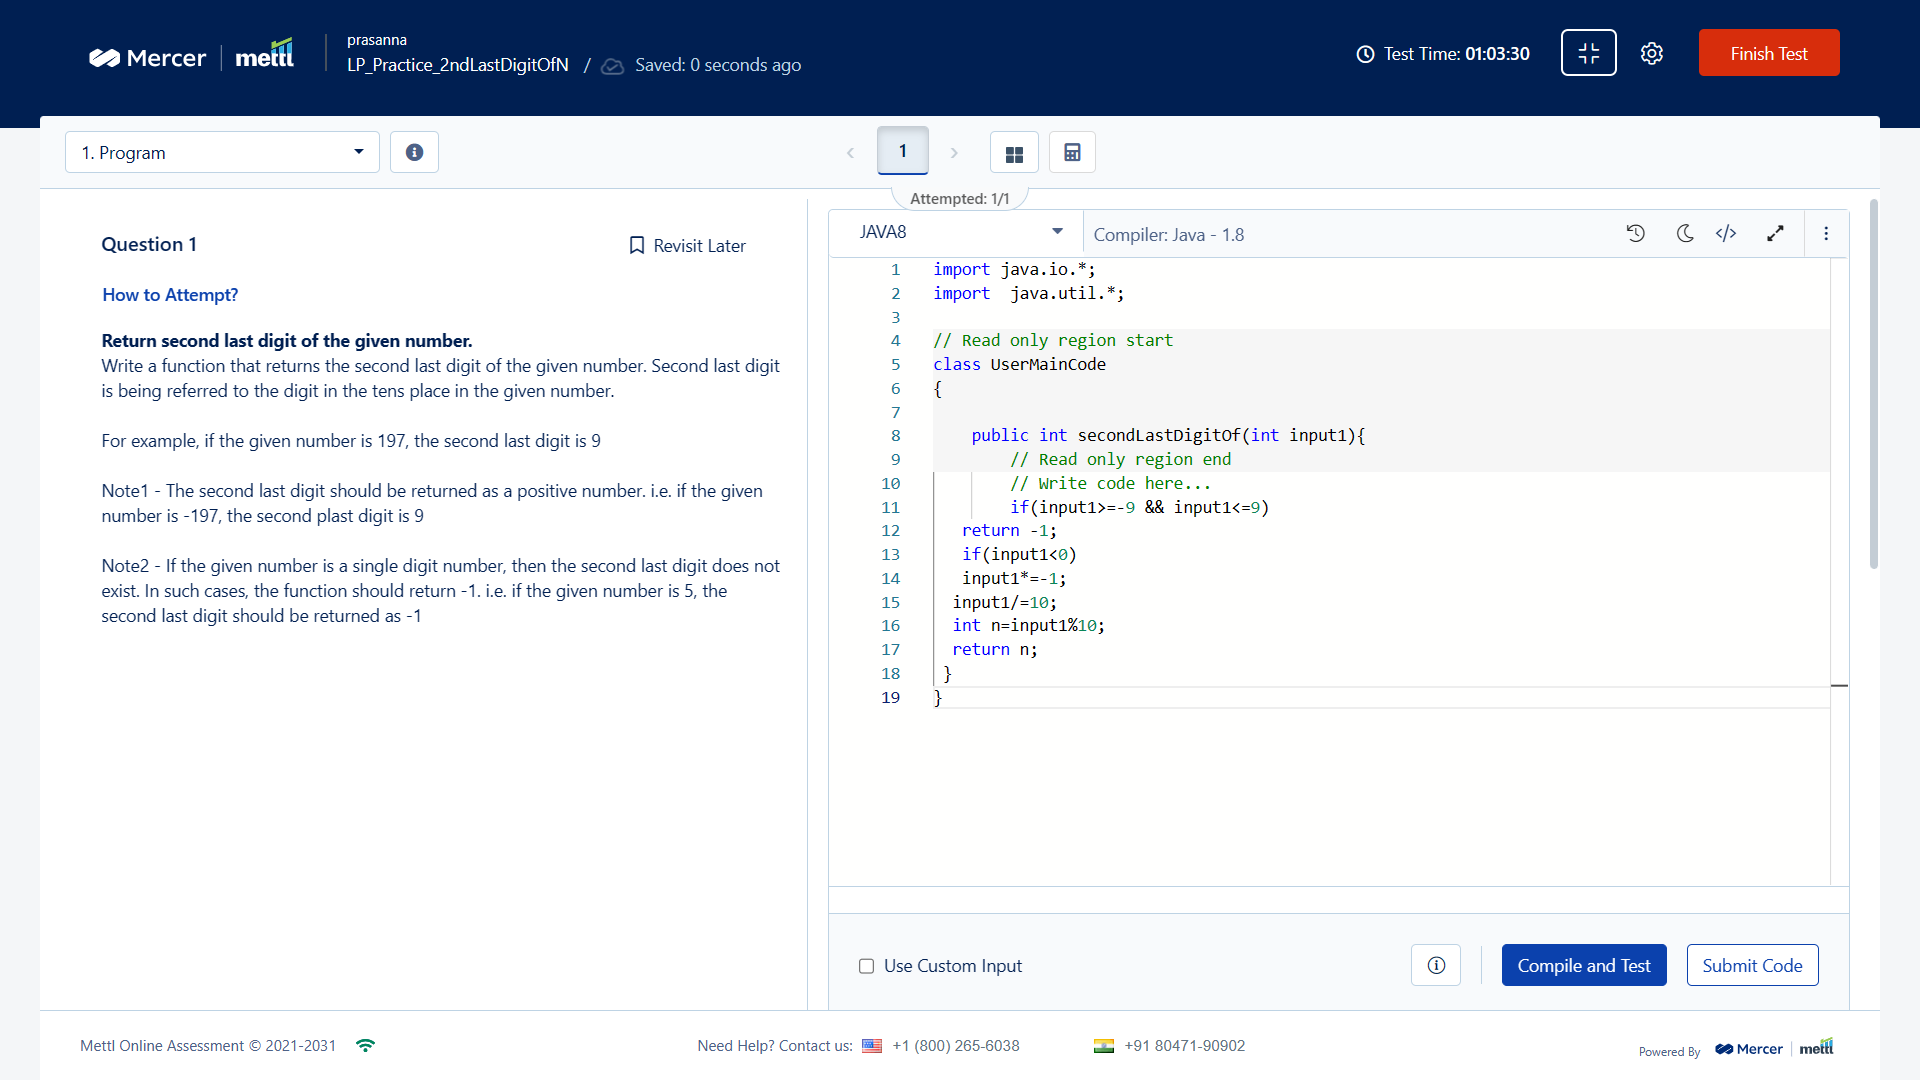 Mercer | mettl
prasanna
LP_Practice_2ndLastDigitOfN / Saved: 0 seconds ago
Test Time: 01:03:30
Finish Test
1. Program
1
Attempted: 1/1
Question 1
Revisit Later
How to Attempt?
Return second last digit of the given number.
Write a function that returns the second last digit of the given number. Second last digit
is being referred to the digit in the tens place in the given number.
For example, if the given number is 197, the second last digit is 9
Note1 - The second last digit should be returned as a positive number. i.e. if the given
number is -197, the second plast digit is 9
Note2 - If the given number is a single digit number, then the second last digit does not
exist. In such cases, the function should return -1. i.e. if the given number is 5, the
second last digit should be returned as -1
JAVA8
Compiler: Java - 1.8
1 import java.io.*;
2 import  java.util.*;
3
4 // Read only region start
5 class UserMainCode
6 {
7
8     public int secondLastDigitOf(int input1){
9         // Read only region end
10         // Write code here...
11         if(input1>=-9 && input1<=9)
12    return -1;
13    if(input1<0)
14    input1*=-1;
15   input1/=10;
16   int n=input1%10;
17   return n;
18  }
19 }
Use Custom Input
Compile and Test
Submit Code
Mettl Online Assessment © 2021-2031
Need Help? Contact us: +1 (800) 265-6038
+91 80471-90902
Powered By Mercer | mettl